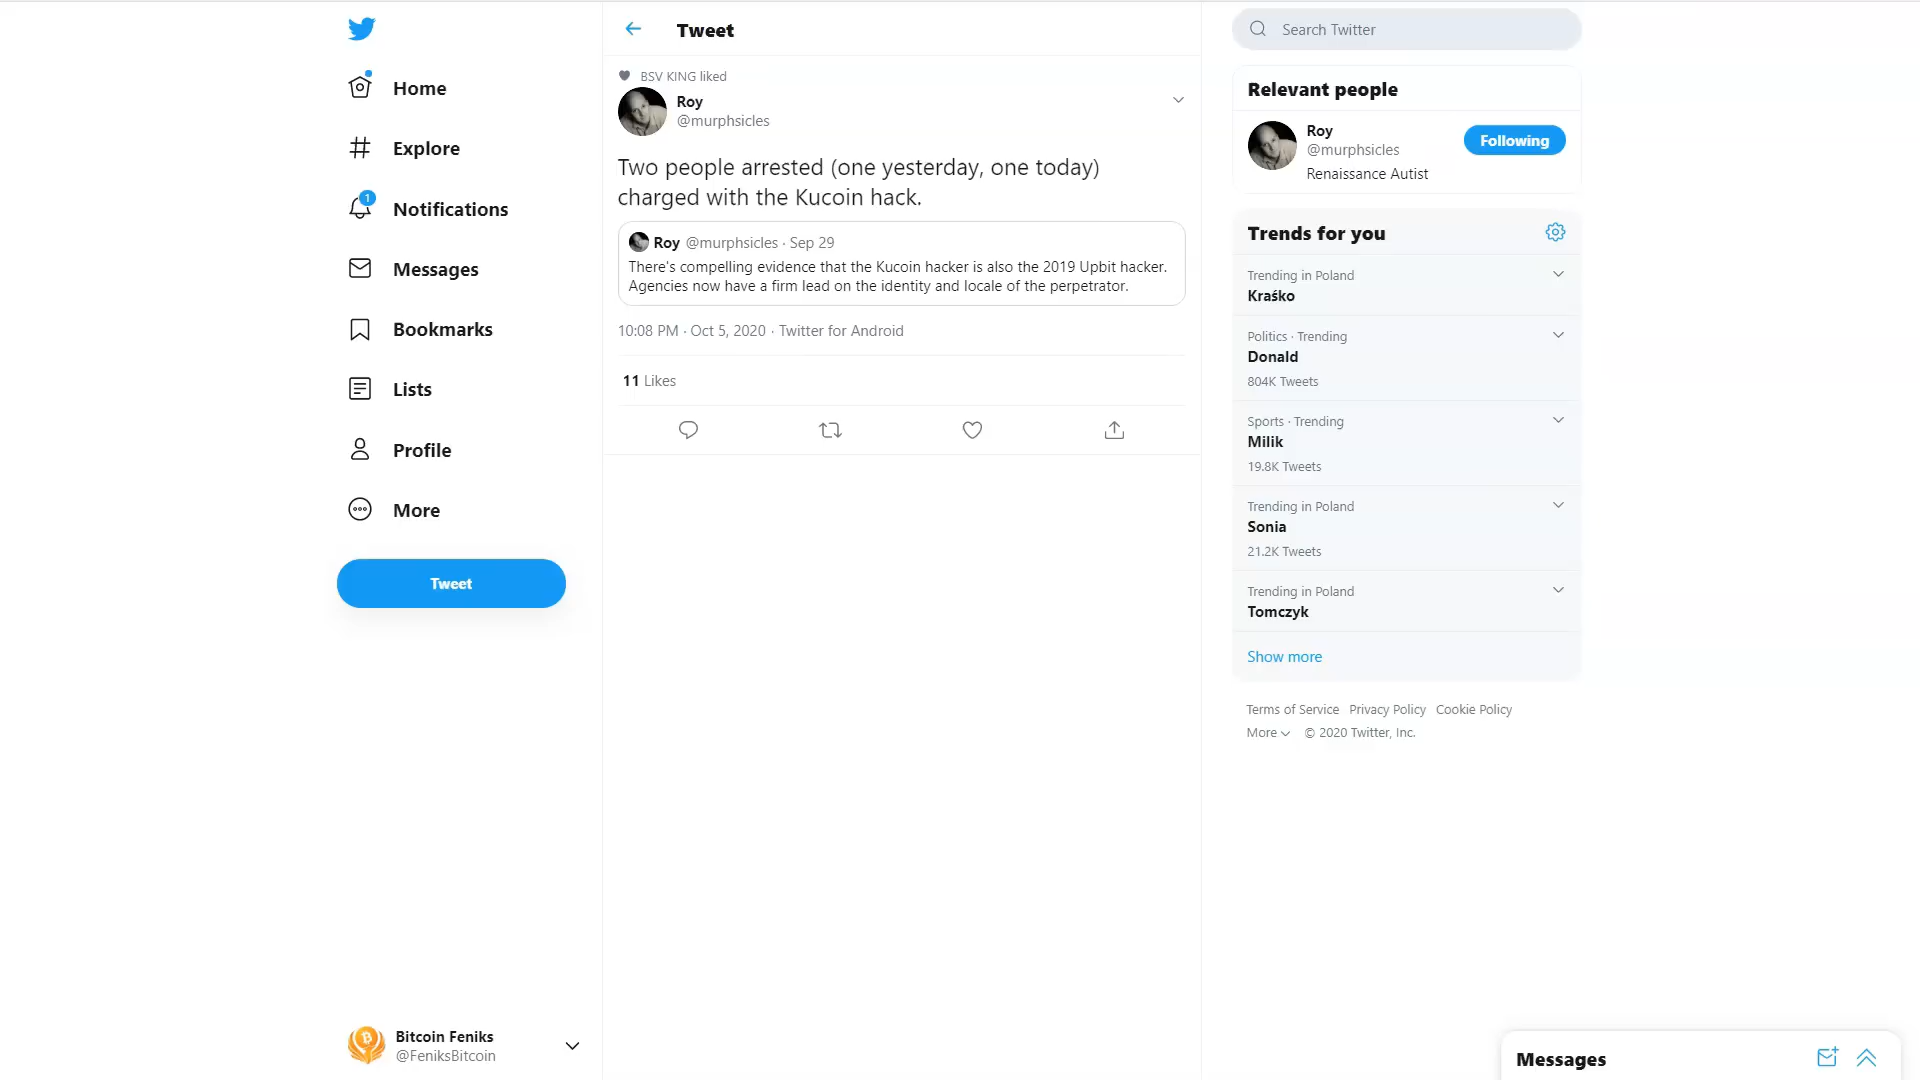 Home
Explore
1
Notifications
Messages
Bookmarks
Lists
Profile
More
Tweet
Bitcoin Feniks
@FeniksBitcoin
Tweet
BSV KING liked
Roy
@murphsicles
Two people arrested (one yesterday, one today)
charged with the Kucoin hack.
Roy @murphsicles · Sep 29
There's compelling evidence that the Kucoin hacker is also the 2019 Upbit hacker.
Agencies now have a firm lead on the identity and locale of the perpetrator.
10:08 PM · Oct 5, 2020 · Twitter for Android
11 Likes
Search Twitter
Relevant people
Roy
@murphsicles
Following
Renaissance Autist
Trends for you
Trending in Poland
Kraśko
Politics · Trending
Donald
804K Tweets
Sports · Trending
Milik
19.8K Tweets
Trending in Poland
Sonia
21.2K Tweets
Trending in Poland
Tomczyk
Show more
Terms of Service Privacy Policy Cookie Policy
More © 2020 Twitter, Inc.
Messages